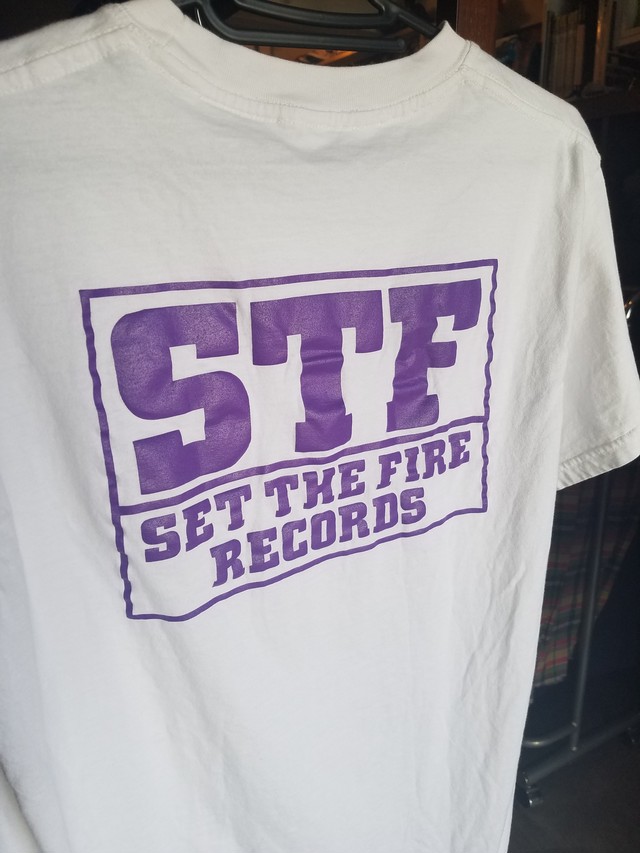 STF
SET THE FIRE
RECORDS